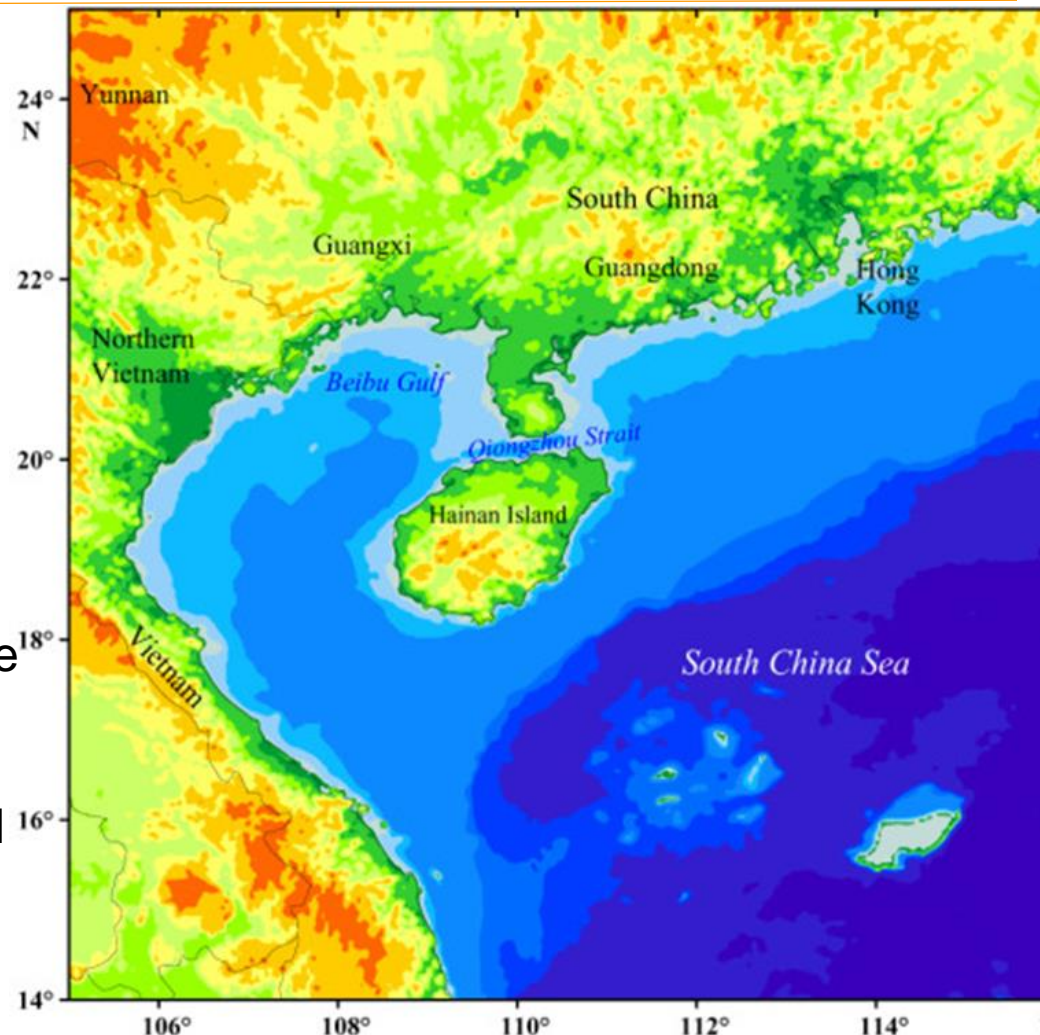 24°
N
Yunnan
South China
Guangxi
22°
Guangdong
Hong
Kong
Northern
Vietnam
Beibu Gulf
20°
Qiongzhou Strait
Hainan Island
18°
e
Vietnam
South China Sea
16°
14°
106°
108°
110°
112°
114°